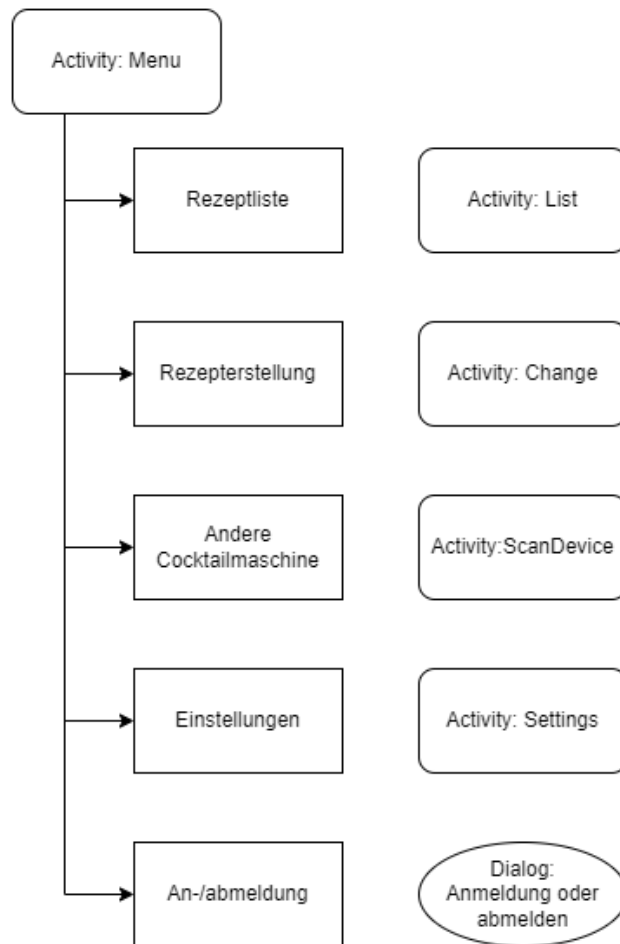 Activity: Menu
Rezeptliste
Activity: List
Rezepterstellung
Activity: Change
Andere
Cocktailmaschine
Activity:ScanDevice
Einstellungen
Activity: Settings
An-/abmeldung
Dialog:
Anmeldung oder
abmelden